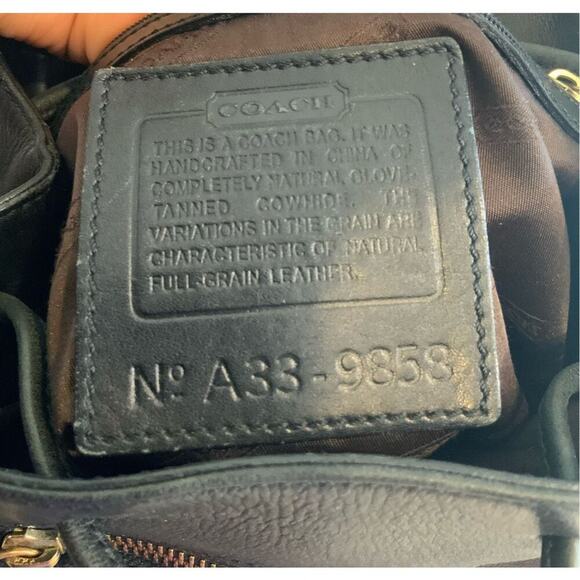 COACH
THIS IS A COACH BAG. IT WAS
HANDCRAFTED IN CHINA OF
COMPLETELY NATURAL GLOVE-
TANNED COWHIDE. THE
VARIATIONS IN THE GRAIN ARE
CHARACTERISTIC OF NATURAL
FULL-GRAIN LEATHER.
Nº A33-9858